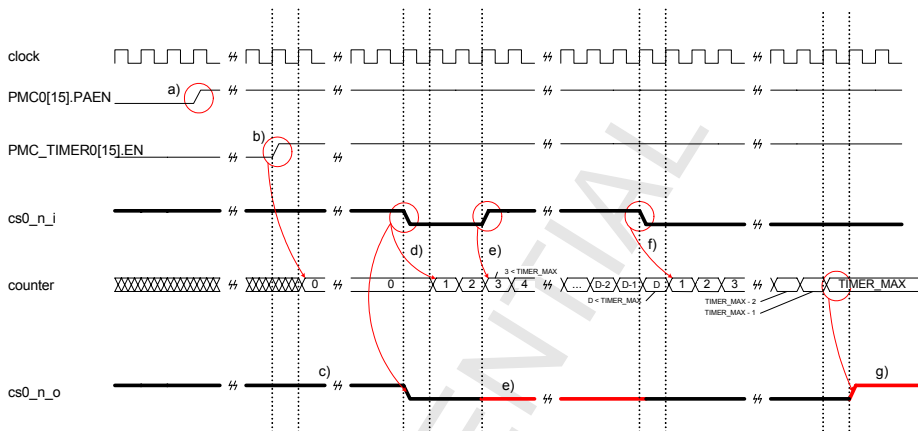 clock
PMC0[15].PAEN
a)
PMC_TIMER0[15].EN
b)
cs0_n_i
d)
e)
f)
3 < TIMER_MAX
counter
0
0
1
2
3
4
...
D-2
D-1
D
1
2
3
TIMER_MAX
D < TIMER_MAX
TIMER_MAX - 2
TIMER_MAX - 1
c)
e)
g)
cs0_n_o
ENTIAL